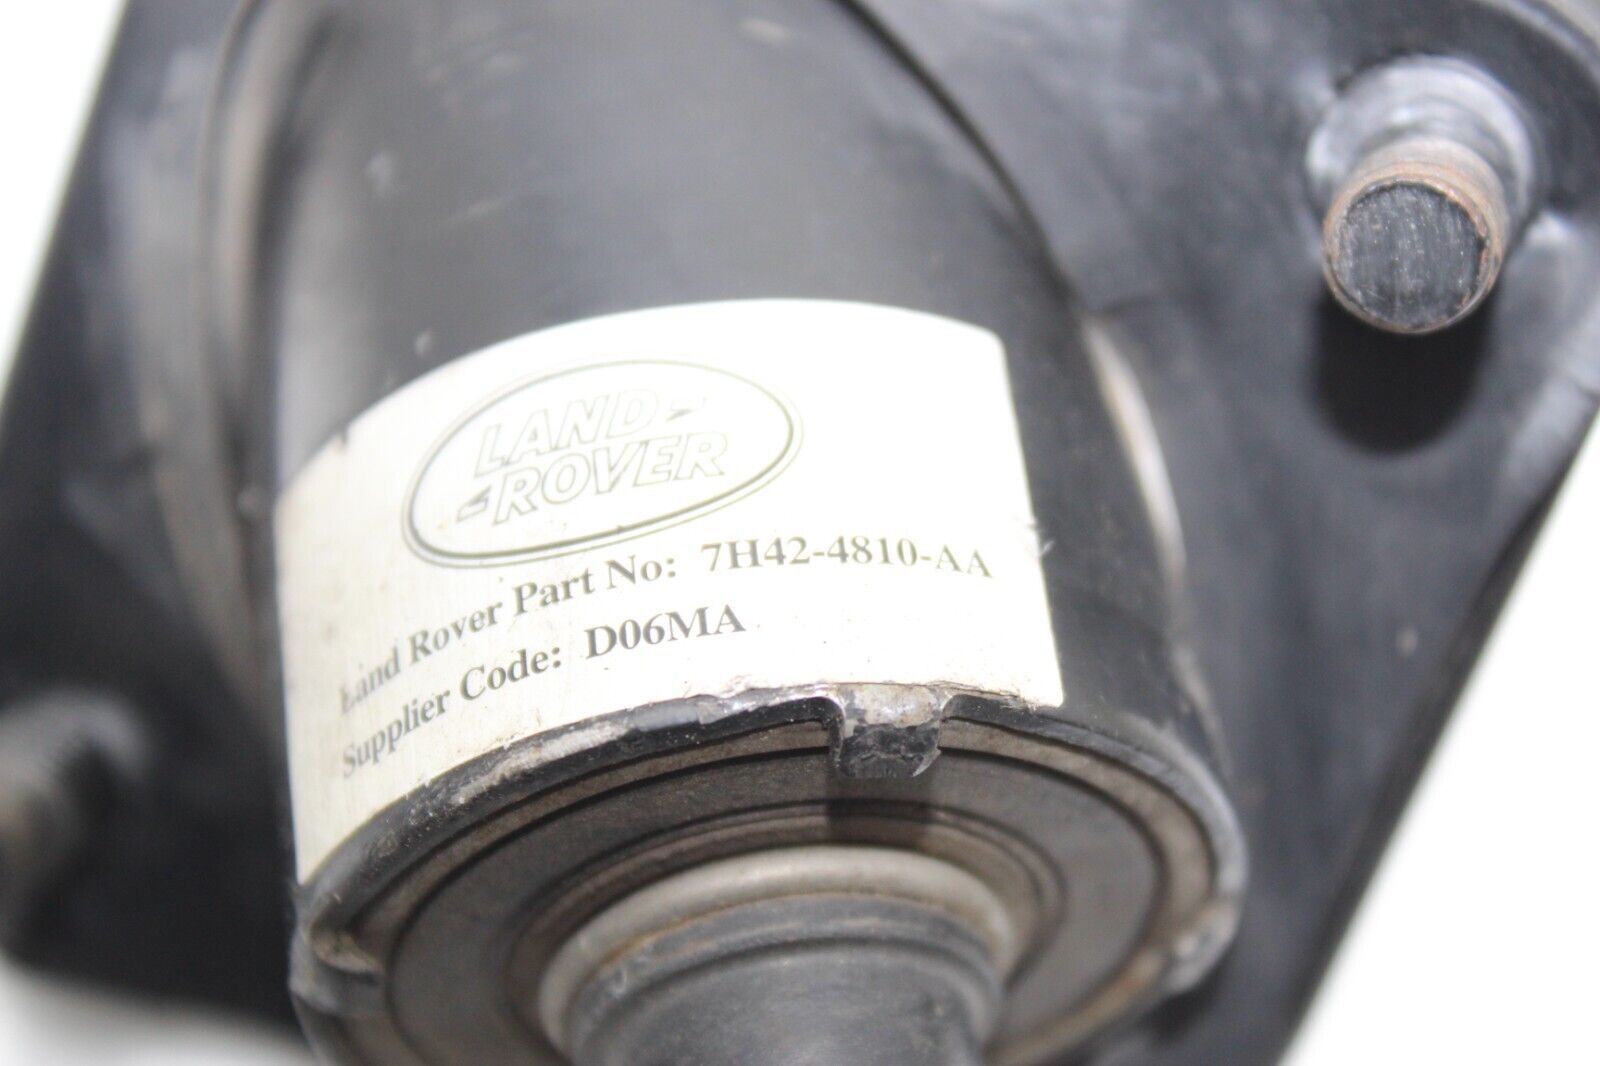 LAND-
-ROVER
Land Rover Part No: 7H42-4810-AA
Supplier Code: D06MA